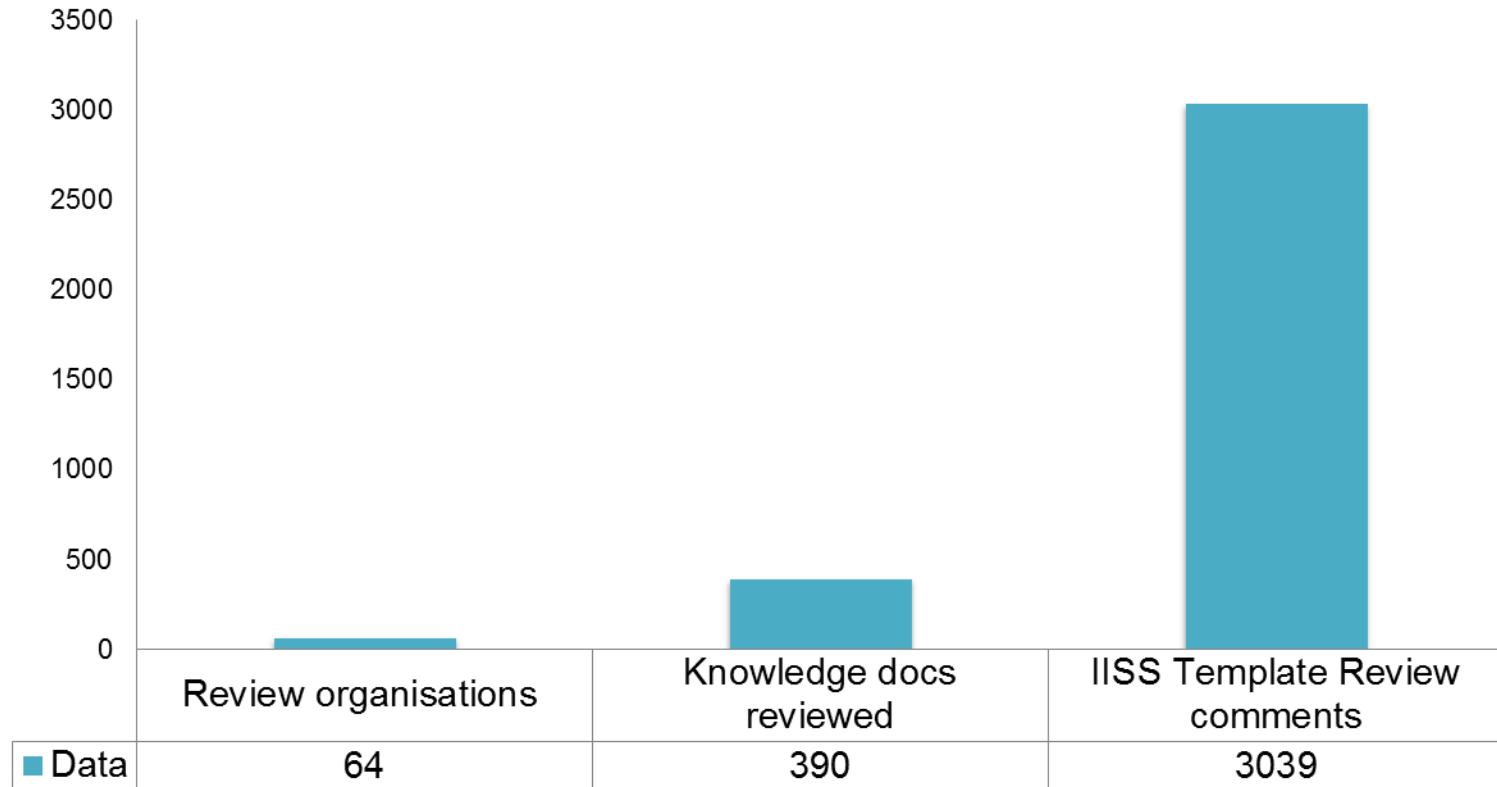 3500
3000
2500
2000
1500
1000
500
0
Review organisations
Knowledge docs
reviewed
IISS Template Review
comments
Data 64 390 3039